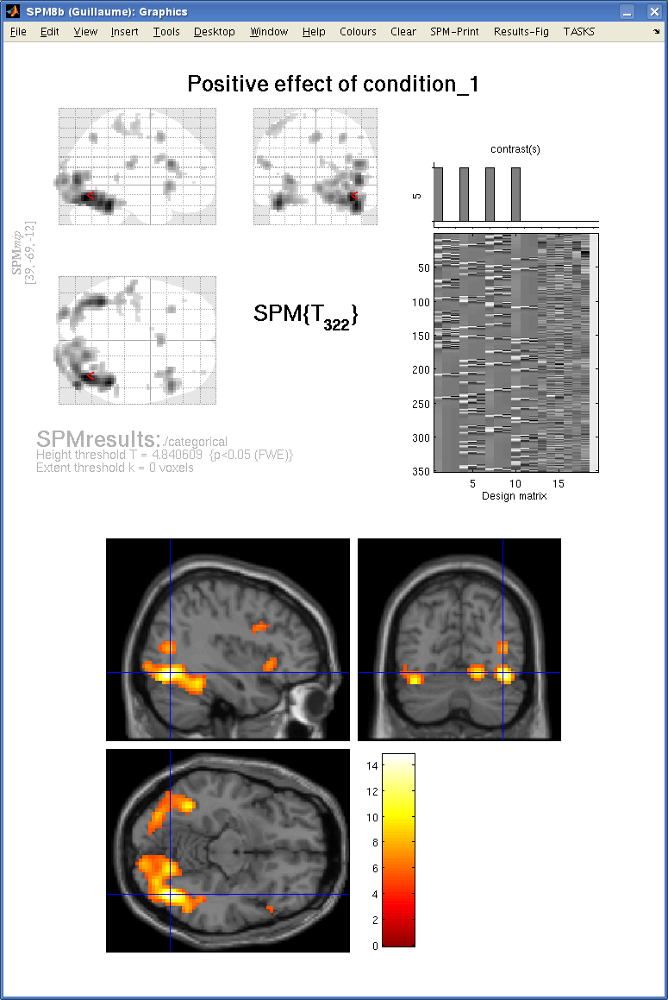 SPM8b (Guillaume): Graphics
File Edit View Insert Tools Desktop Window Help Colours Clear SPM-Print Results-Fig TASKS
Positive effect of condition_1
SPMmip
[39, -69, -12]
<
<
<
SPM{T322}
contrast(s)
5
50
100
150
200
250
300
350
5 10 15
Design matrix
SPMresults: ./categorical
Height threshold T = 4.840609 {p<0.05 (FWE)}
Extent threshold k = 0 voxels
14
12
10
8
6
4
2
0